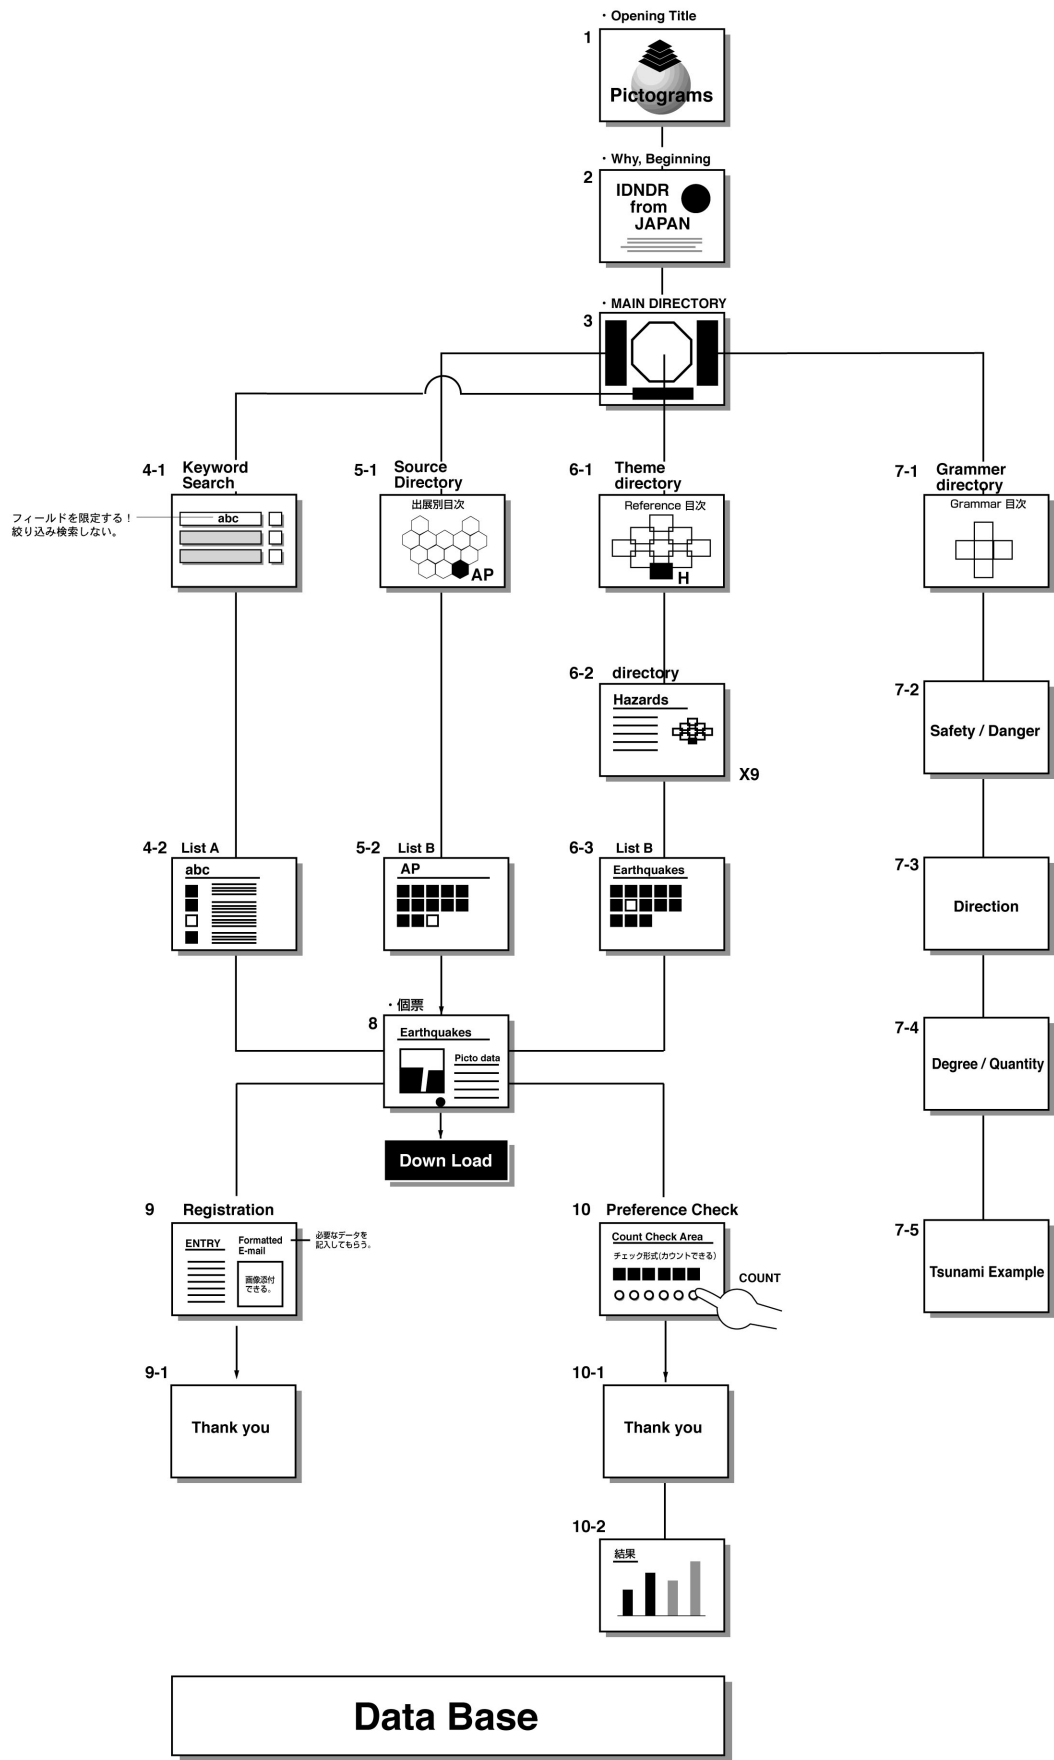 ・Opening Title
1
Pictograms
・Why, Beginning
2
IDNDR
from
JAPAN
・MAIN DIRECTORY
3
4-1
Keyword
Search
フィールドを限定する！
絞り込み検索しない。
abc
5-1
Source
Directory
出展別目次
AP
6-1
Theme
directory
Reference 目次
H
7-1
Grammer
directory
Grammar 目次
6-2
directory
Hazards
X9
7-2
Safety / Danger
4-2
List A
abc
5-2
List B
AP
6-3
List B
Earthquakes
7-3
Direction
・個票
8
Earthquakes
Picto data
7-4
Degree / Quantity
Down Load
9
Registration
ENTRY
Formatted
E-mail
必要なデータを
記入してもらう。
画像添付
できる。
10
Preference Check
Count Check Area
チェック形式(カウントできる)
COUNT
7-5
Tsunami Example
9-1
Thank you
10-1
Thank you
10-2
結果
Data Base